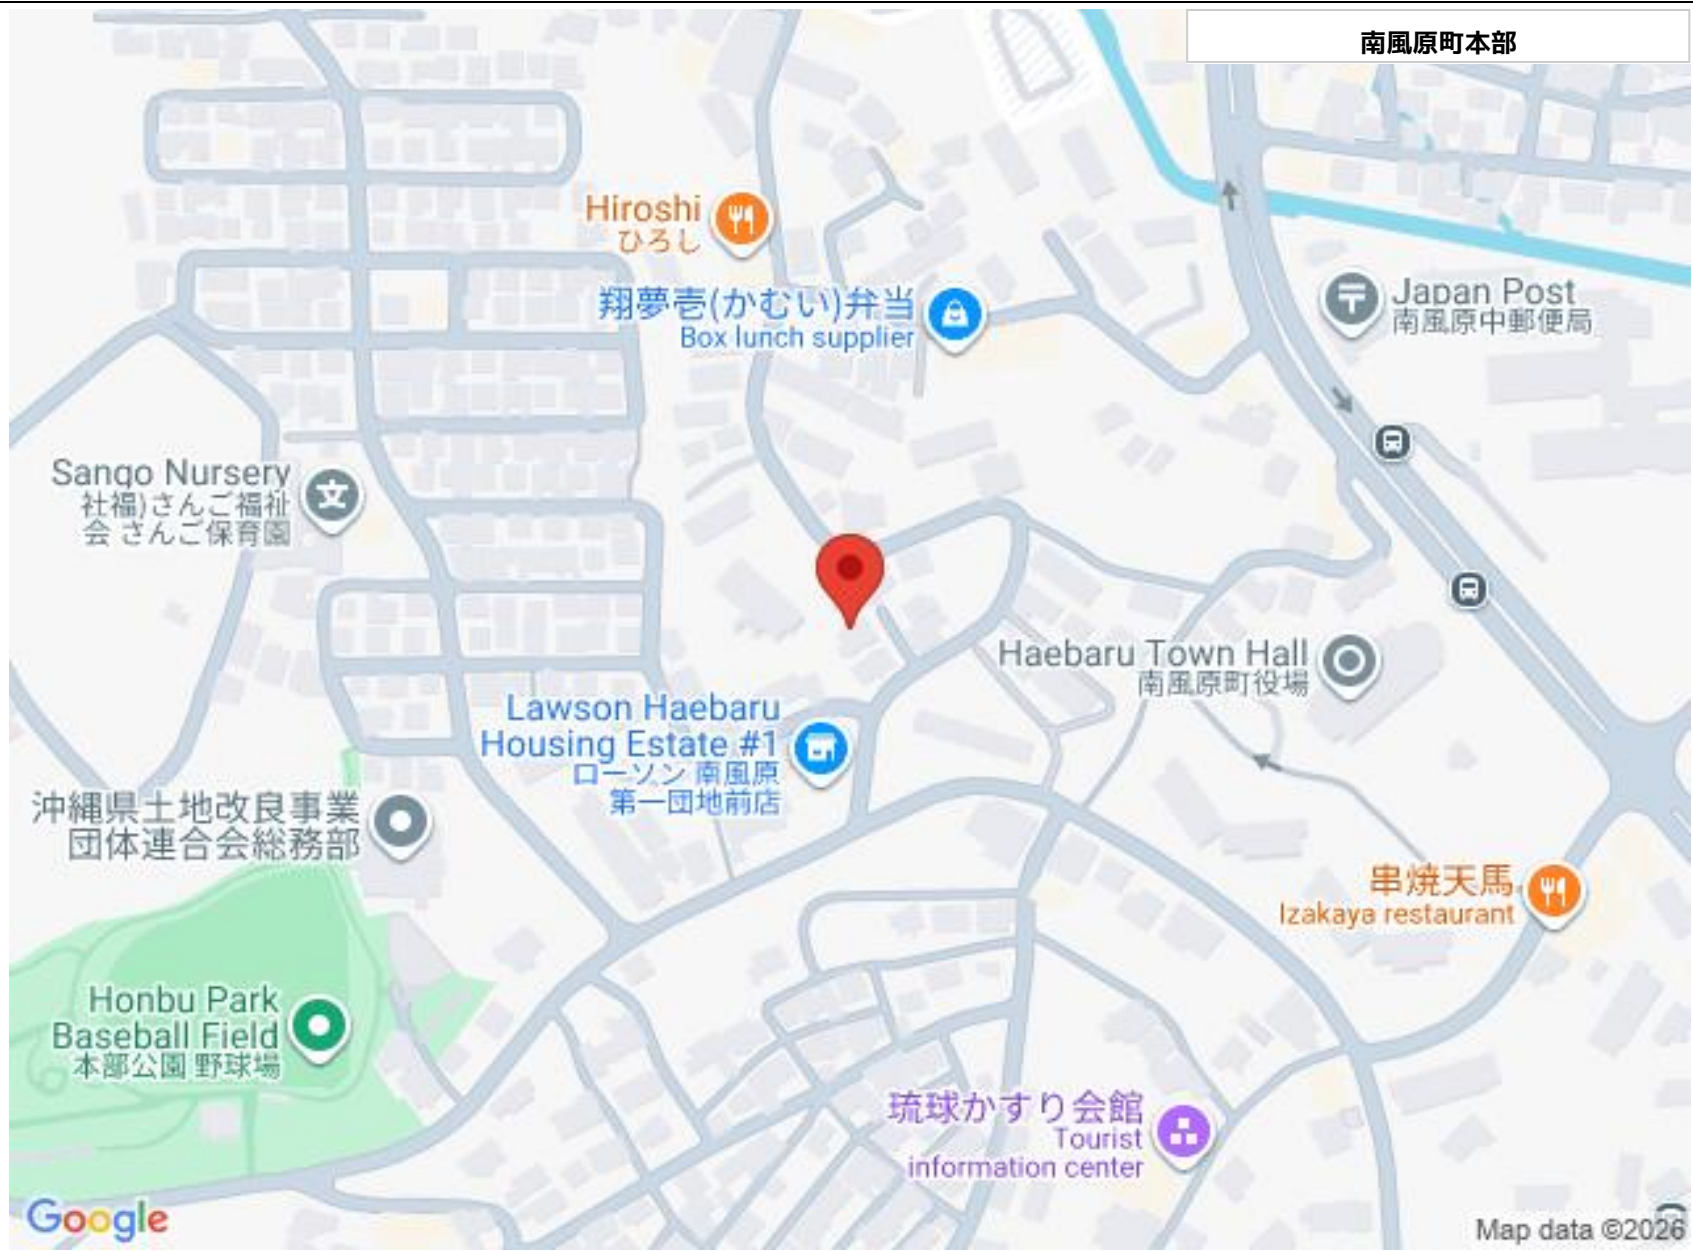 南風原町本部
Hiroshi
ひろし
翔夢壱(かむい)弁当
Box lunch supplier
Japan Post
南風原中郵便局
Sango Nursery
社福)さんご福祉
会 さんご保育園
Haebaru Town Hall
南風原町役場
Lawson Haebaru
Housing Estate #1
ローソン 南風原
第一団地前店
沖縄県土地改良事業
団体連合会総務部
串焼天馬
Izakaya restaurant
Honbu Park
Baseball Field
本部公園 野球場
琉球かすり会館
Tourist
information center
Google
Map data ©2026